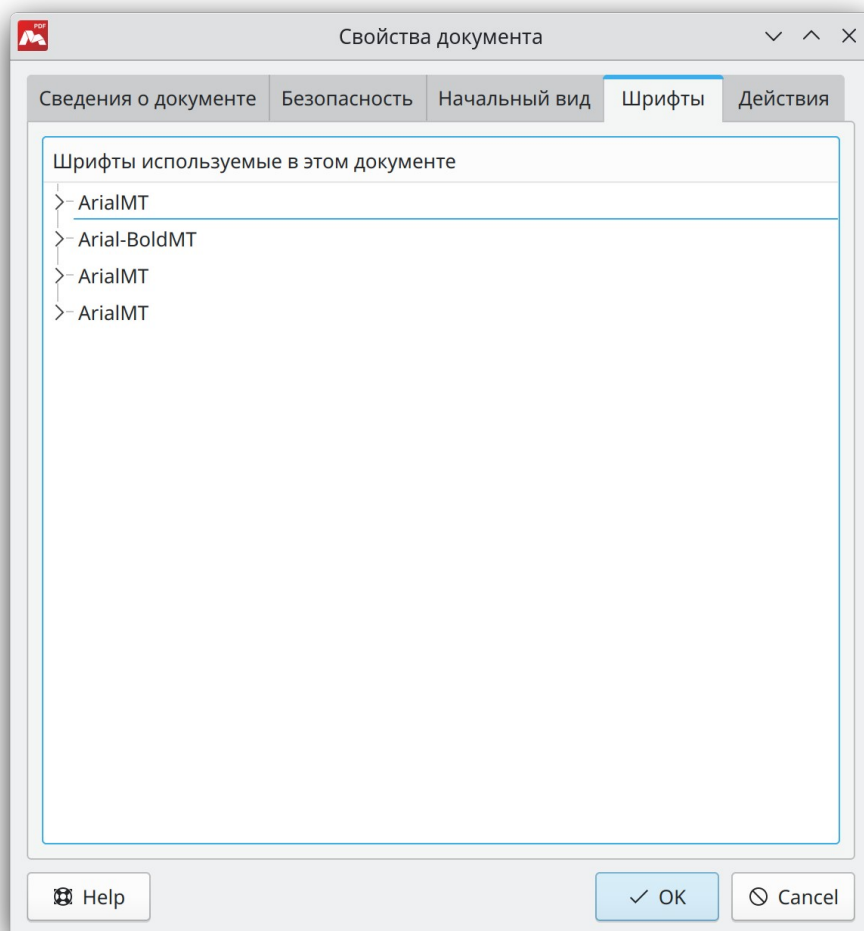 PDF
Свойства документа
Сведения о документе Безопасность Начальный вид Шрифты Действия
Шрифты используемые в этом документе
ArialMT
Arial-BoldMT
ArialMT
ArialMT
Help OK Cancel